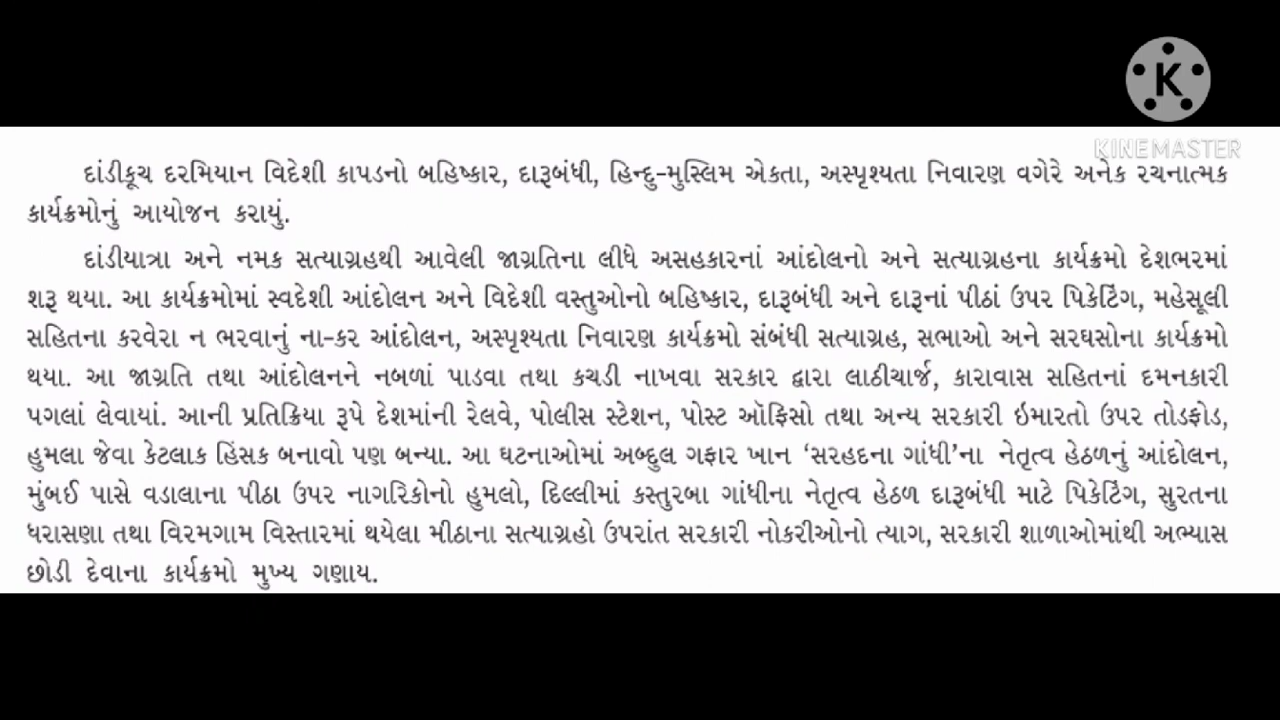 K
KINEMASTER
દાંડીકૂચ દરમિયાન વિદેશી કાપડનો બહિષ્કાર, દારૂબંધી, હિન્દુ-મુસ્લિમ એકતા, અસ્પૃશ્યતા નિવારણ વગેરે અનેક રચનાત્મક
કાર્યક્રમોનું આયોજન કરાયું.
દાંડીયાત્રા અને નમક સત્યાગ્રહથી આવેલી જાગ્રતિના લીધે અસહકારનાં આંદોલનો અને સત્યાગ્રહના કાર્યક્રમો દેશભરમાં
શરૂ થયા. આ કાર્યક્રમોમાં સ્વદેશી આંદોલન અને વિદેશી વસ્તુઓનો બહિષ્કાર, દારૂબંધી અને દારૂનાં પીઠાં ઉપર પિકેટિંગ, મહેસૂલી
સહિતના કરવેરા ન ભરવાનું ના-કર આંદોલન, અસ્પૃશ્યતા નિવારણ કાર્યક્રમો સંબંધી સત્યાગ્રહ, સભાઓ અને સરઘસોના કાર્યક્રમો
થયા. આ જાગ્રતિ તથા આંદોલનને નબળાં પાડવા તથા કચડી નાખવા સરકાર દ્વારા લાઠીચાર્જ, કારાવાસ સહિતનાં દમનકારી
પગલાં લેવાયાં. આની પ્રતિક્રિયા રૂપે દેશમાંની રેલવે, પોલીસ સ્ટેશન, પોસ્ટ ઑફિસો તથા અન્ય સરકારી ઇમારતો ઉપર તોડફોડ,
હુમલા જેવા કેટલાક હિંસક બનાવો પણ બન્યા. આ ઘટનાઓમાં અબ્દુલ ગફાર ખાન ‘સરહદના ગાંધી’ના નેતૃત્વ હેઠળનું આંદોલન,
મુંબઈ પાસે વડાલાના પીઠા ઉપર નાગરિકોનો હુમલો, દિલ્લીમાં કસ્તુરબા ગાંધીના નેતૃત્વ હેઠળ દારૂબંધી માટે પિકેટિંગ, સુરતના
ધરાસણા તથા વિરમગામ વિસ્તારમાં થયેલા મીઠાના સત્યાગ્રહો ઉપરાંત સરકારી નોકરીઓનો ત્યાગ, સરકારી શાળાઓમાંથી અભ્યાસ
છોડી દેવાના કાર્યક્રમો મુખ્ય ગણાય.